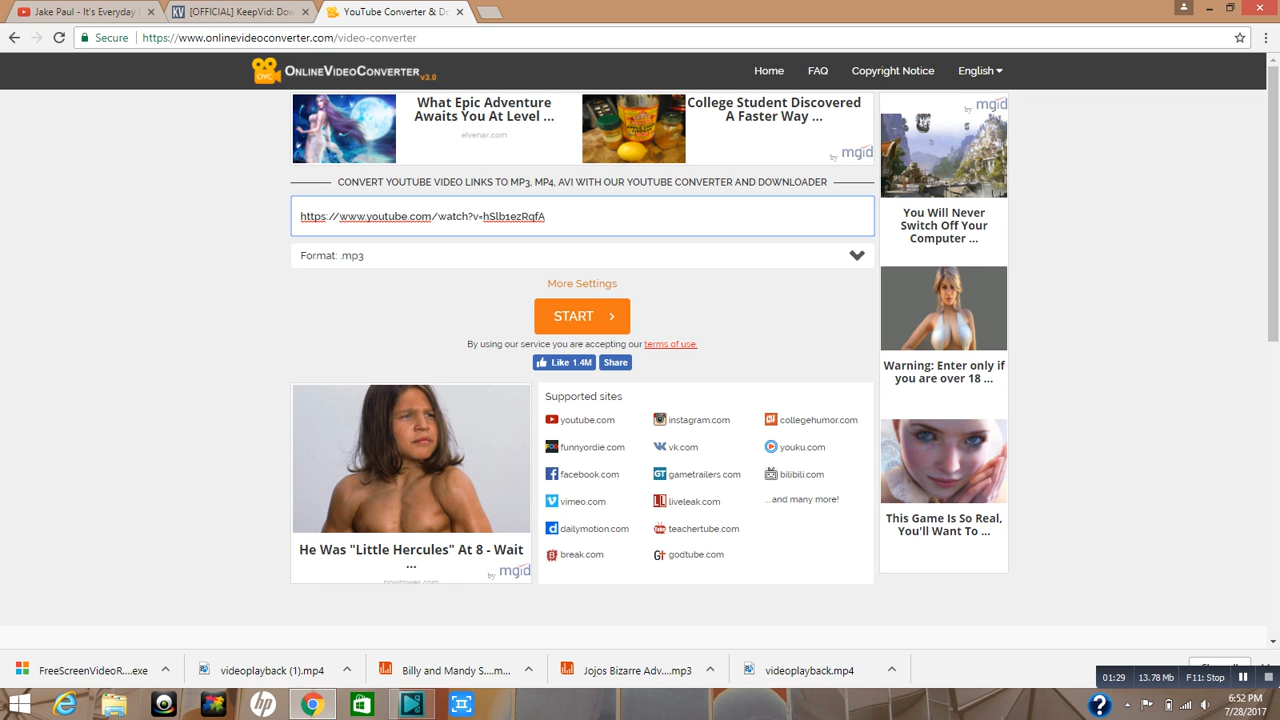 Jake Paul - It's Everyday
[OFFICIAL] KeepVid: Dow
YouTube Converter & Do
Secure
https://www.onlinevideoconverter.com/video-converter
OVC ONLINEVIDEOCONVERTER v3.0
Home
FAQ
Copyright Notice
English
What Epic Adventure
Awaits You At Level ...
elvenar.com
College Student Discovered
A Faster Way ...
by mgid
by mgid
CONVERT YOUTUBE VIDEO LINKS TO MP3, MP4, AVI WITH OUR YOUTUBE CONVERTER AND DOWNLOADER
https://www.youtube.com/watch?v=hSlb1ezRqfA
Format: .mp3
More Settings
START
By using our service you are accepting our terms of use.
Like 1.4M
Share
You Will Never
Switch Off Your
Computer ...
Warning: Enter only if
you are over 18 ...
This Game Is So Real,
You'll Want To ...
He Was "Little Hercules" At 8 - Wait
...
by mgid
Supported sites
youtube.com
instagram.com
collegehumor.com
funnyordie.com
vk.com
youku.com
facebook.com
gametrailers.com
bilibili.com
vimeo.com
liveleak.com
...and many more!
dailymotion.com
teachertube.com
break.com
godtube.com
FreeScreenVideoR....exe
videoplayback (1).mp4
Billy and Mandy S....m...
Jojos Bizarre Adv....mp3
videoplayback.mp4
01:29
13.78 Mb
F11: Stop
6:52 PM
7/28/2017